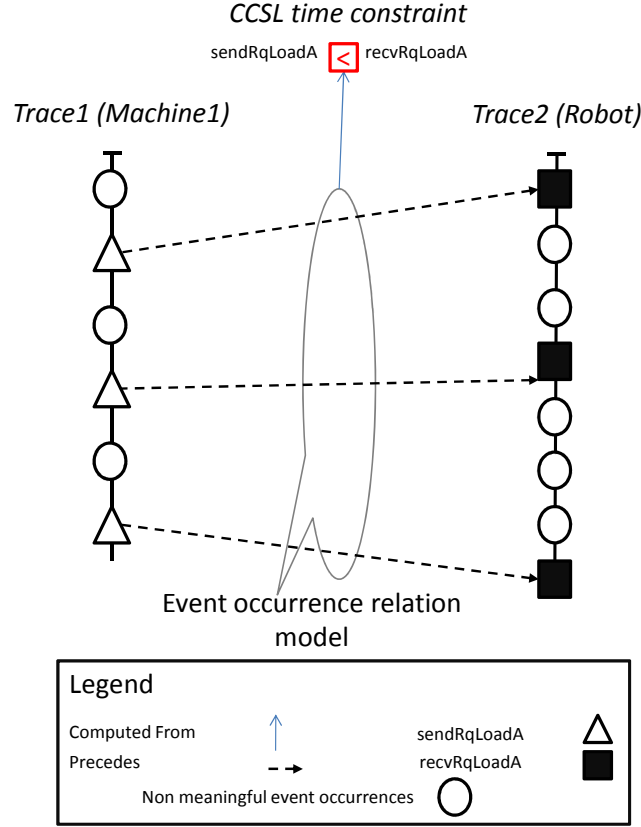 CCSL time constraint
sendRqLoadA < recvRqLoadA
Trace1 (Machine1)
Trace2 (Robot)
Event occurrence relation
model
Legend
Computed From
sendRqLoadA
Precedes
recvRqLoadA
Non meaningful event occurrences